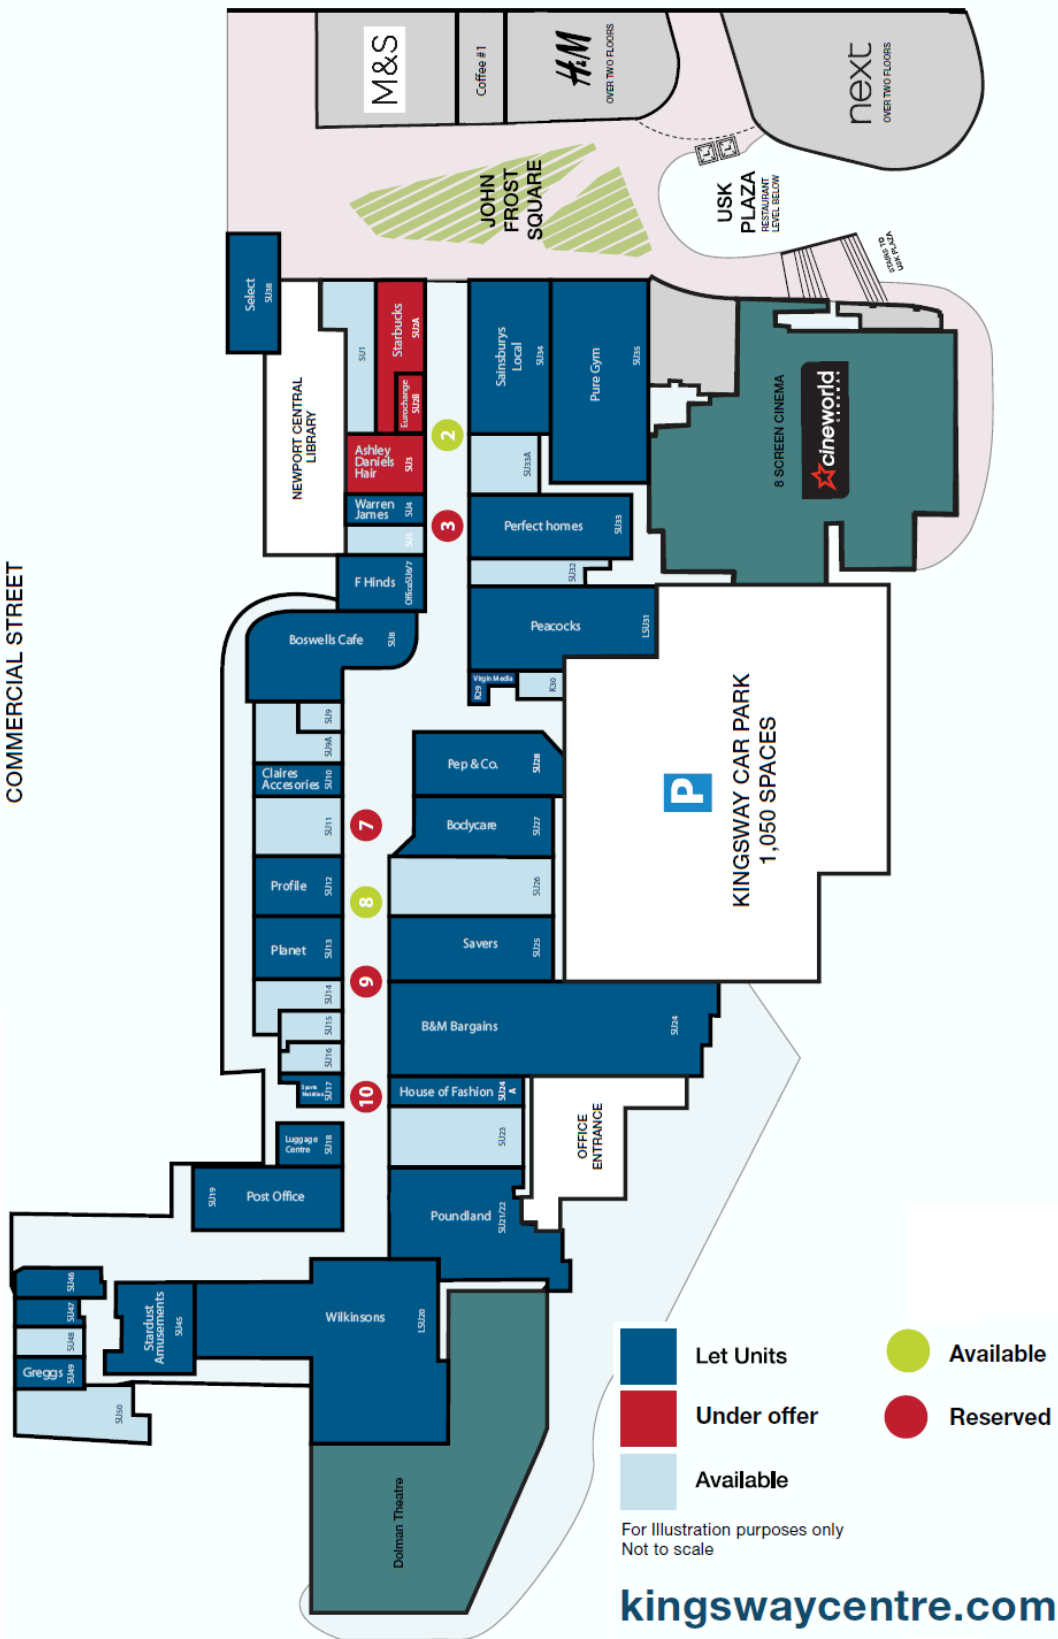 M&S
Coffee #1
H&M
OVER TWO FLOORS
next
OVER TWO FLOORS
JOHN
FROST
SQUARE
USK
PLAZA
RESTAURANT
LEVEL BELOW
STAIRS TO
USK PLAZA
COMMERCIAL STREET
Select
SU38
NEWPORT CENTRAL
LIBRARY
SU1
Starbucks
SU2A
Eurochange
SU2B
Ashley
Daniels
Hair
SU3
Warren
James
SU4
SU5
F Hinds
OfficeSU6/7
Boswells Cafe
SU8
SU9
SU9A
Claires
Accesories
SU10
SU11
Profile
SU12
Planet
SU13
SU14
SU15
SU16
Sports
Nutrition
SU17
Luggage
Centre
SU18
SU19
Post Office
2
3
7
8
9
10
Sainsburys
Local
SU34
Pure Gym
SU35
SU33A
Perfect homes
SU33
SU32
Peacocks
LSU31
Virgin Media
K29
K30
8 SCREEN CINEMA
cineworld
CINEMAS
P
KINGSWAY CAR PARK
1,050 SPACES
Pep & Co.
SU28
Bodycare
SU27
SU26
Savers
SU25
B&M Bargains
SU24
House of Fashion
SU24
A
SU23
OFFICE
ENTRANCE
Poundland
SU21/22
Wilkinsons
LSU20
Stardust
Amusements
SU45
SU46
SU47
SU48
Greggs
SU49
SU50
Dolman Theatre
Let Units
Under offer
Available
Available
Reserved
For Illustration purposes only
Not to scale
kingswaycentre.com